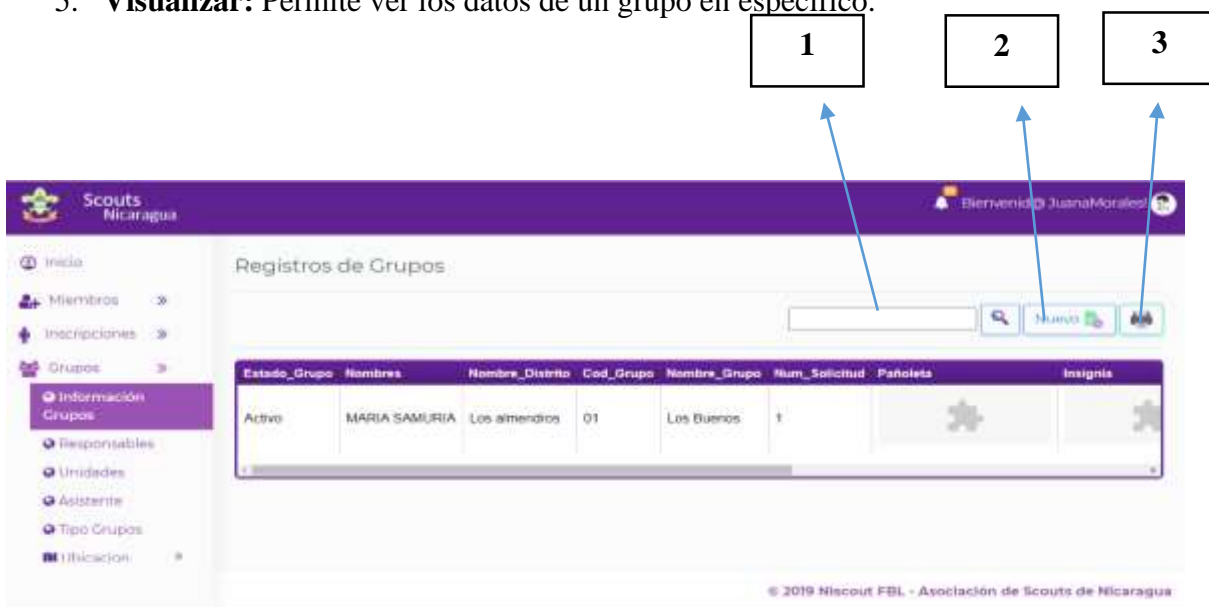 5. Visualizar: Permite ver los datos de un grupo en específico.
1 2 3
Scouts
Nicaragua
Bienvenid@ JuanaMorales!
Inicio
Miembros
Inscripciones
Grupos
Información
Grupos
Responsables
Unidades
Asistente
Tipo Grupos
Ubicacion
Registros de Grupos
Nuevo
Estado_Grupo Nombres Nombre_Distrito Cod_Grupo Nombre_Grupo Num_Solicitud Pañoleta Insignia
Activo MARIA SAMURIA Los almendros 01 Los Buenos 1
© 2019 Niscout FBL - Asociación de Scouts de Nicaragua